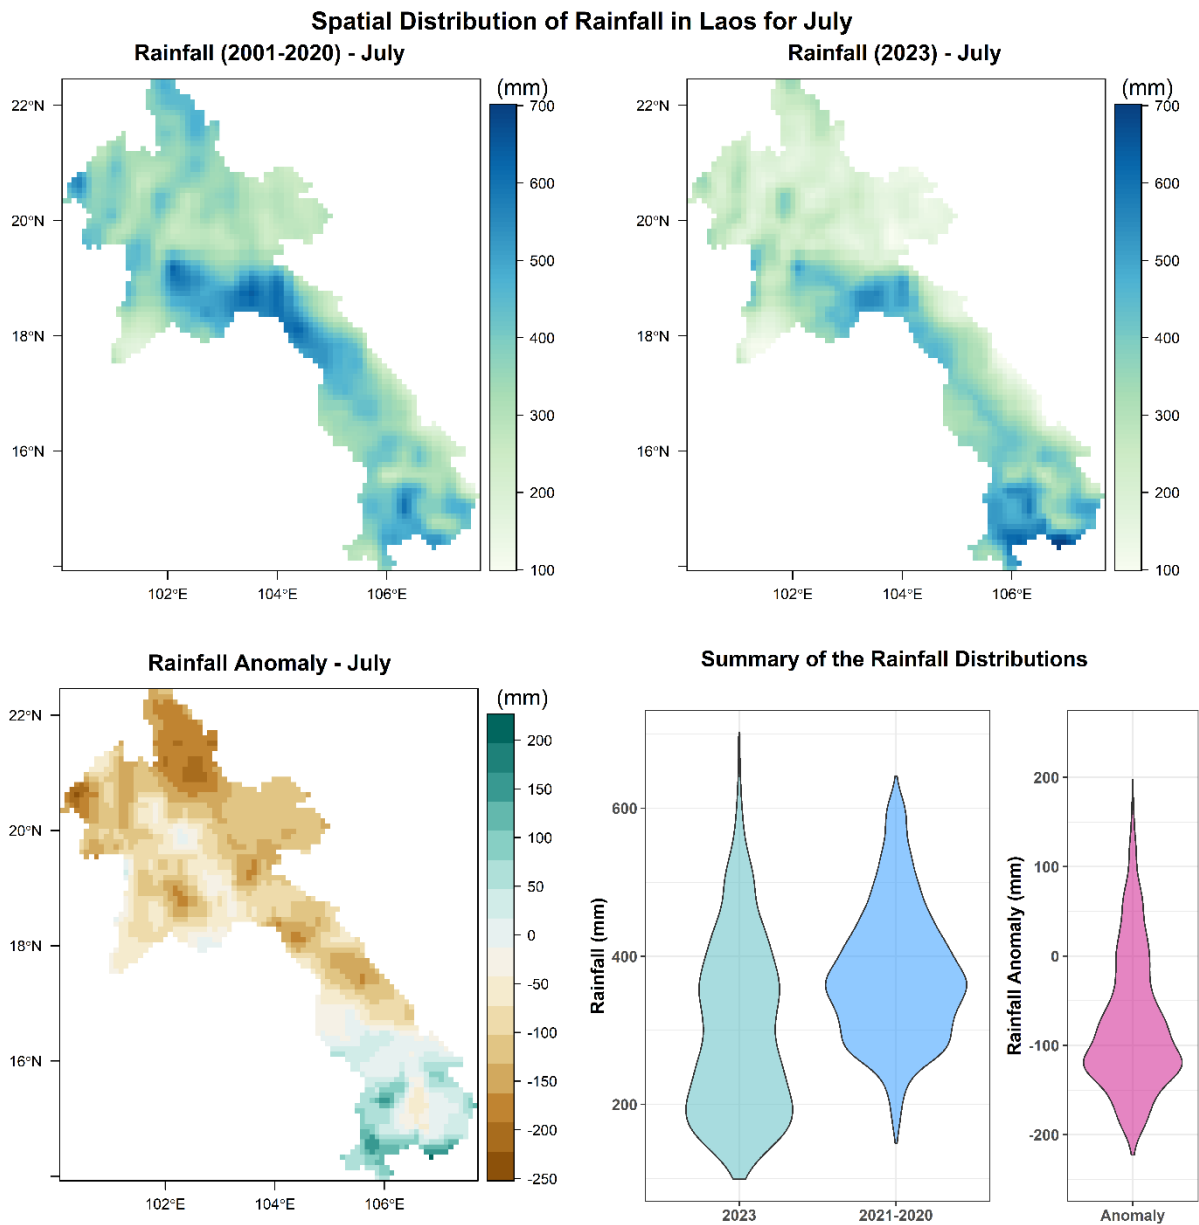 Spatial Distribution of Rainfall in Laos for July
Rainfall (2001-2020) - July
Rainfall (2023) - July
(mm)
22°N
20°N
18°N
16°N
102°E
104°E
106°E
700
600
500
400
300
200
100
(mm)
22°N
20°N
18°N
16°N
102°E
104°E
106°E
700
600
500
400
300
200
100
Rainfall Anomaly - July
(mm)
22°N
20°N
18°N
16°N
102°E
104°E
106°E
200
150
100
50
0
-50
-100
-150
-200
-250
Summary of the Rainfall Distributions
Rainfall (mm)
600
400
200
2023
2021-2020
Rainfall Anomaly (mm)
200
100
0
-100
-200
Anomaly